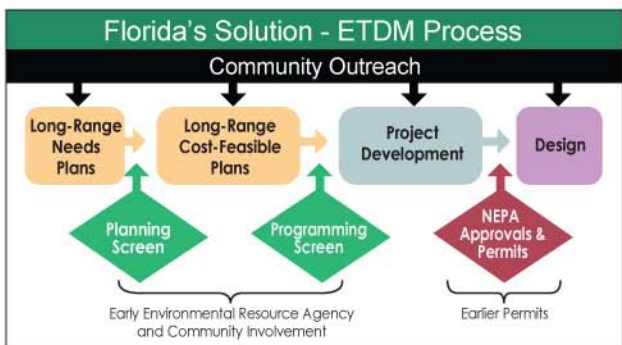 Florida's Solution - ETDM Process
Community Outreach
Long-Range
Needs
Plans
Long-Range
Cost-Feasible
Plans
Project
Development
Design
Planning
Screen
Programming
Screen
NEPA
Approvals &
Permits
Early Environmental Resource Agency
and Community Involvement
Earlier Permits